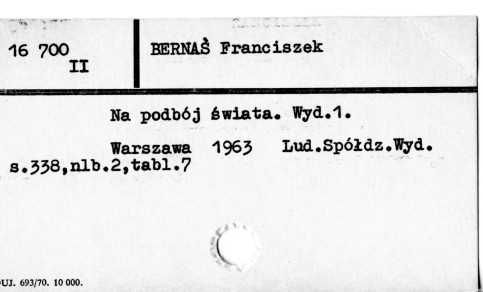 16 700
II
BERNAŚ Franciszek
Na podbój świata. Wyd.1.
Warszawa 1963 Lud.Spółdz.Wyd.
s.338,nlb.2,tabl.7
UJ. 693/70. 10 000.